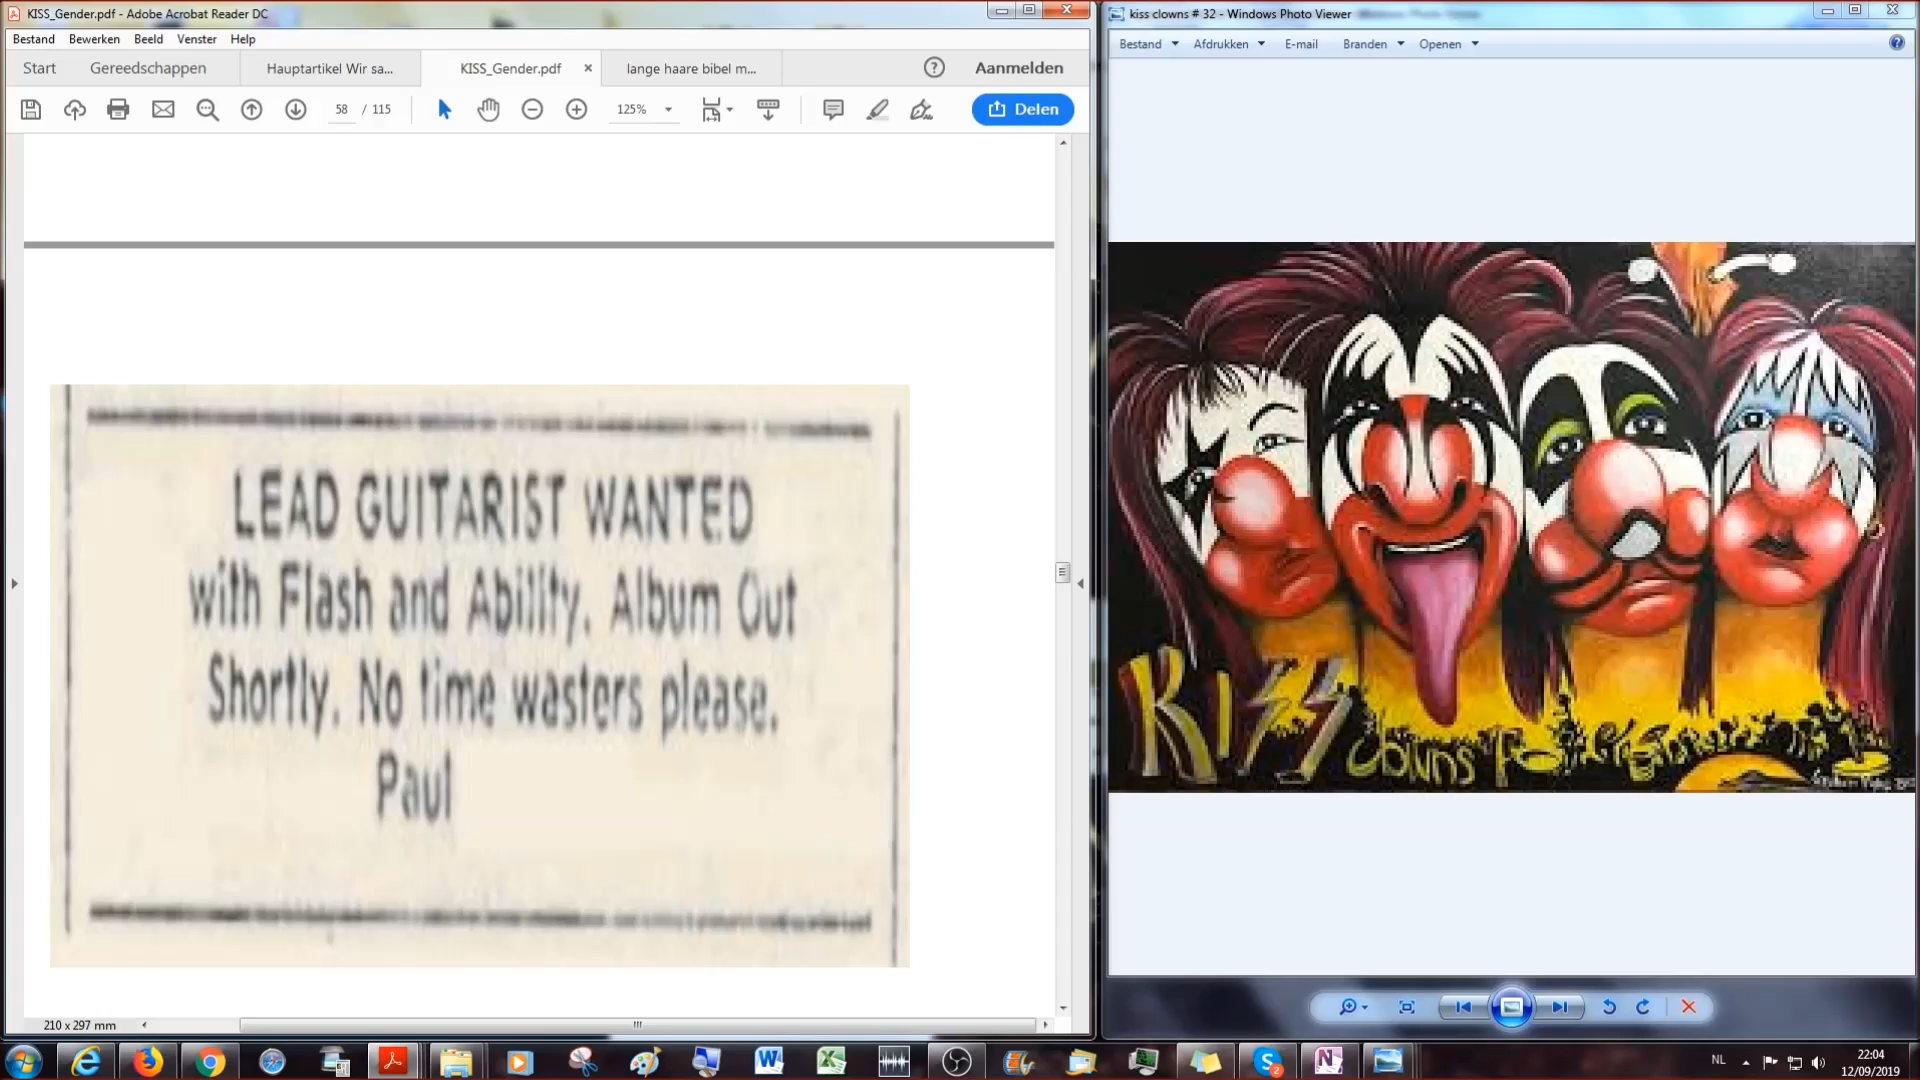 KISS_Gender.pdf - Adobe Acrobat Reader DC
Bestand Bewerken Beeld Venster Help
Start Gereedschappen Hauptartikel Wir sa... KISS_Gender.pdf lange haare bibel m... Aanmelden
58 / 115 125% Delen
LEAD GUITARIST WANTED
with Flash and Ability. Album Out
Shortly. No time wasters please.
Paul
210 x 297 mm
kiss clowns # 32 - Windows Photo Viewer
Bestand Afdrukken E-mail Branden Openen
KISS
NL
22:04
12/09/2019